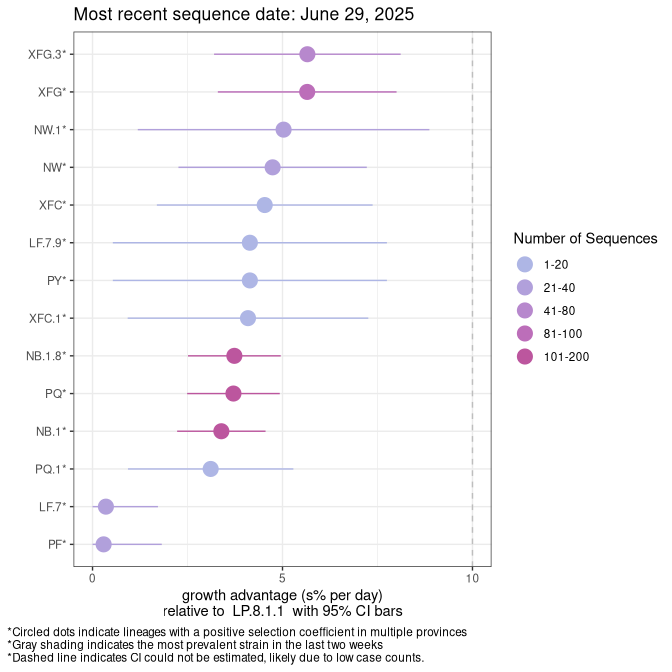 Most recent sequence date: June 29, 2025
XFG.3*
XFG*
NW.1*
NW*
XFC*
LF.7.9*
PY*
XFC.1*
NB.1.8*
PQ*
NB.1*
PQ.1*
LF.7*
PF*
0
5
10
growth advantage (s% per day)
relative to LP.8.1.1 with 95% CI bars
Number of Sequences
1-20
21-40
41-80
81-100
101-200
*Circled dots indicate lineages with a positive selection coefficient in multiple provinces
*Gray shading indicates the most prevalent strain in the last two weeks
*Dashed line indicates CI could not be estimated, likely due to low case counts.